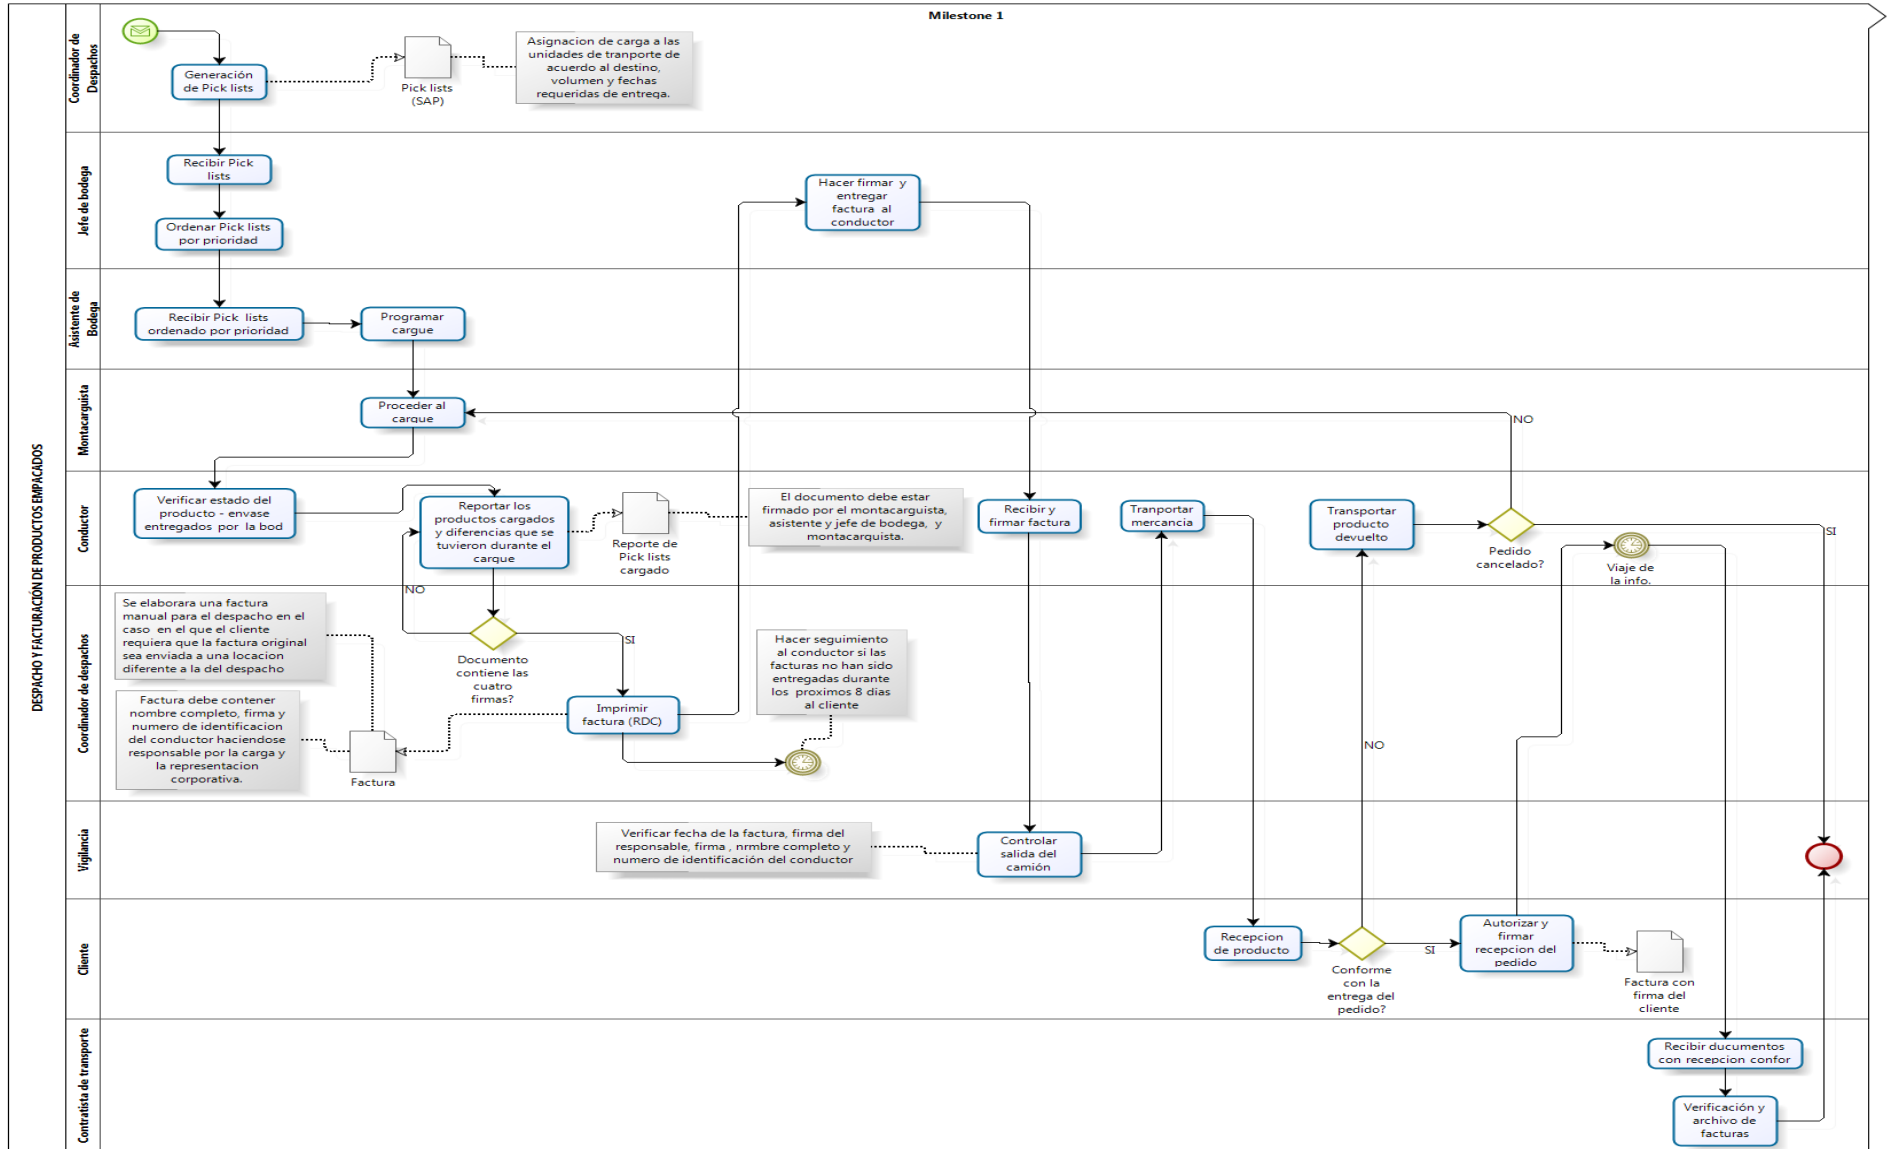 Milestone 1
DESPACHO Y FACTURACIÓN DE PRODUCTOS EMPACADOS
Coordinador de
Despachos
Generación
de Pick lists
Pick lists
(SAP)
Asignacion de carga a las
unidades de tranporte de
acuerdo al destino,
volumen y fechas
requeridas de entrega.
Jefe de bodega
Recibir Pick
lists
Ordenar Pick lists
por prioridad
Hacer firmar y
entregar
factura al
conductor
Asistente de
Bodega
Recibir Pick lists
ordenado por prioridad
Programar
cargue
Montacarguista
Proceder al
cargue
NO
Conductor
Verificar estado del
producto - envase
entregados por la bod
Reportar los
productos cargados
y diferencias que se
tuvieron durante el
carque
Reporte de
Pick lists
cargado
El documento debe estar
firmado por el montacarguista,
asistente y jefe de bodega, y
montacarquista.
Recibir y
firmar factura
Tranportar
mercancia
Transportar
producto
devuelto
Pedido
cancelado?
SI
Viaje de
la info.
Coordinador de despachos
NO
Se elaborara una factura
manual para el despacho en el
caso en el que el cliente
requiera que la factura original
sea enviada a una locacion
diferente a la del despacho
Factura debe contener
nombre completo, firma y
numero de identificacion
del conductor haciendose
responsable por la carga y
la representacion
corporativa.
Factura
Documento
contiene las
cuatro
firmas?
SI
Imprimir
factura (RDC)
Hacer seguimiento
al conductor si las
facturas no han sido
entregadas durante
los proximos 8 dias
al cliente
NO
Vigilancia
Verificar fecha de la factura, firma del
responsable, firma , nrmbre completo y
numero de identificación del conductor
Controlar
salida del
camión
Cliente
Recepcion
de producto
Conforme
con la
entrega del
pedido?
SI
Autorizar y
firmar
recepcion del
pedido
Factura con
firma del
cliente
Contratista de transporte
Recibir ducumentos
con recepcion confor
Verificación y
archivo de
facturas